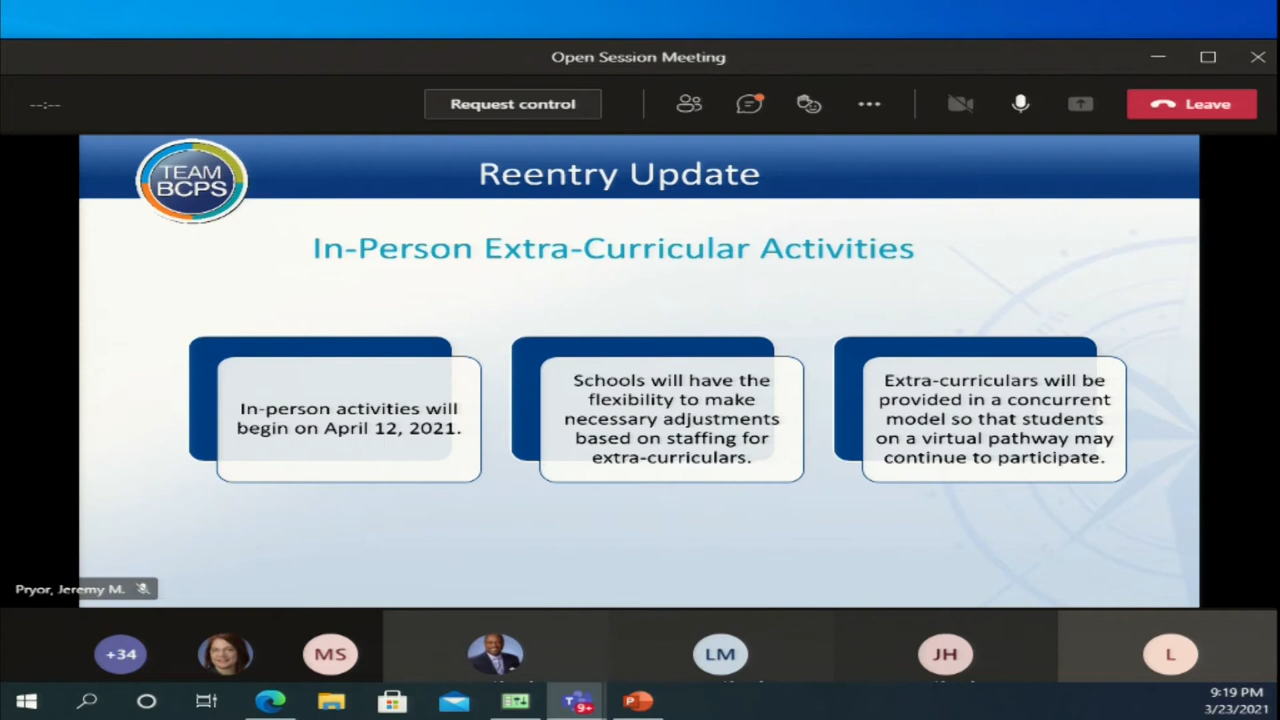 Open Session Meeting
--:--
Request control
Leave
TEAM
BCPS
Reentry Update
In-Person Extra-Curricular Activities
In-person activities will
begin on April 12, 2021.
Schools will have the
flexibility to make
necessary adjustments
based on staffing for
extra-curriculars.
Extra-curriculars will be
provided in a concurrent
model so that students
on a virtual pathway may
continue to participate.
Pryor, Jeremy M.
+34
MS
LM
JH
L
T
9+
P
9:19 PM
3/23/2021